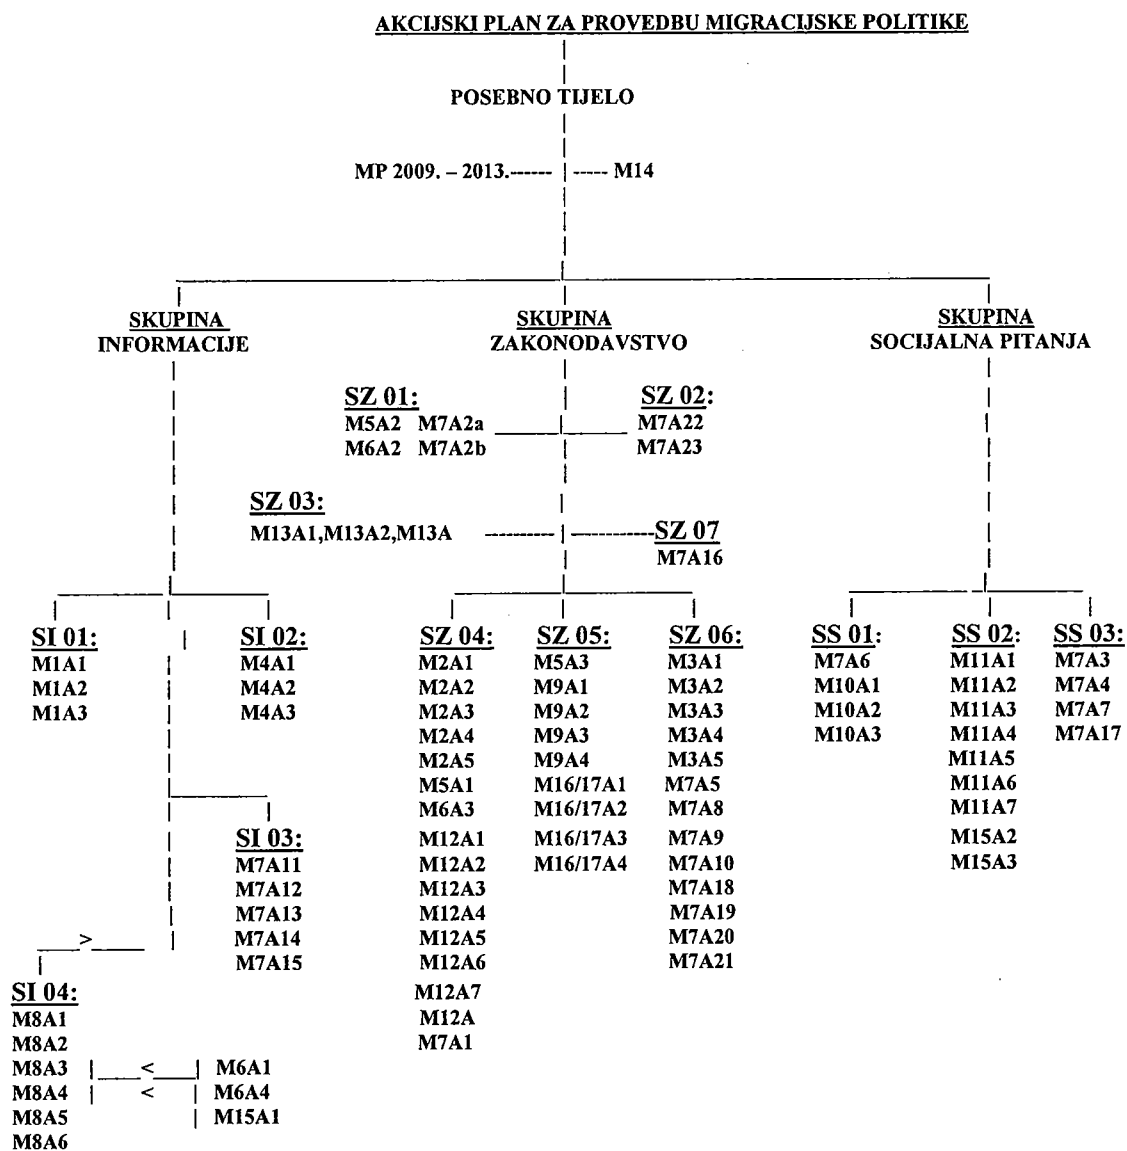 AKCIJSKI PLAN ZA PROVEDBU MIGRACIJSKE POLITIKE
POSEBNO TIJELO
MP 2009. – 2013.------ | ----- M14
SKUPINA
INFORMACIJE
SKUPINA
ZAKONODAVSTVO
SKUPINA
SOCIJALNA PITANJA
SZ 01:
M5A2 M7A2a
M6A2 M7A2b
SZ 02:
M7A22
M7A23
SZ 03:
M13A1,M13A2,M13A
SZ 07
M7A16
SI 01:
M1A1
M1A2
M1A3
SI 02:
M4A1
M4A2
M4A3
SI 03:
M7A11
M7A12
M7A13
M7A14
M7A15
SI 04:
M8A1
M8A2
M8A3
M8A4
M8A5
M8A6
M6A1
M6A4
M15A1
SZ 04:
M2A1
M2A2
M2A3
M2A4
M2A5
M5A1
M6A3
M12A1
M12A2
M12A3
M12A4
M12A5
M12A6
M12A7
M12A
M7A1
SZ 05:
M5A3
M9A1
M9A2
M9A3
M9A4
M16/17A1
M16/17A2
M16/17A3
M16/17A4
SZ 06:
M3A1
M3A2
M3A3
M3A4
M3A5
M7A5
M7A8
M7A9
M7A10
M7A18
M7A19
M7A20
M7A21
SS 01:
M7A6
M10A1
M10A2
M10A3
SS 02:
M11A1
M11A2
M11A3
M11A4
M11A5
M11A6
M11A7
M15A2
M15A3
SS 03:
M7A3
M7A4
M7A7
M7A17